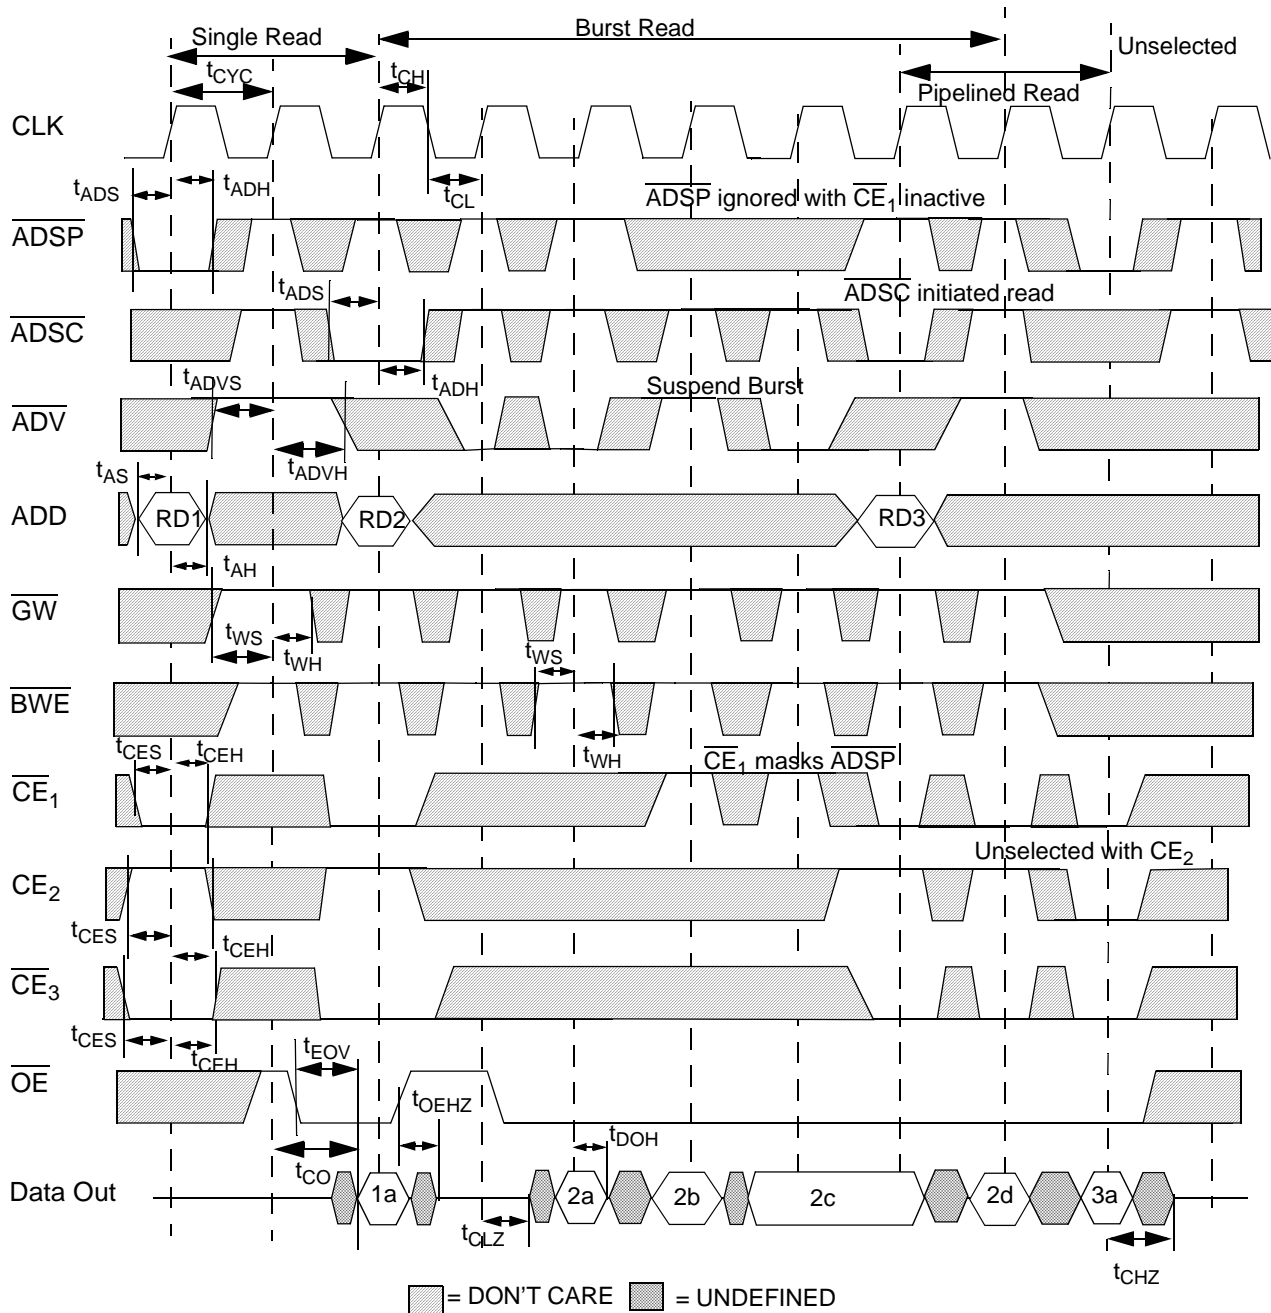 Single Read
Burst Read
Unselected
tCYC
tCH
Pipelined Read
CLK
tADS
tADH
tCL
ADSP ignored with CE1 inactive
ADSP
tADS
ADSC initiated read
ADSC
tADVS
tADH
Suspend Burst
ADV
tAS
tADVH
ADD
RD1
RD2
RD3
tAH
GW
tWS
tWH
tWS
BWE
tCES
tCEH
tWH
CE1 masks ADSP
CE1
Unselected with CE2
CE2
tCES
tCEH
CE3
tCES
tCEH
tEOV
OE
tOEHZ
tCO
tDOH
Data Out
1a
2a
2b
2c
2d
3a
tCLZ
tCHZ
= DON'T CARE
= UNDEFINED